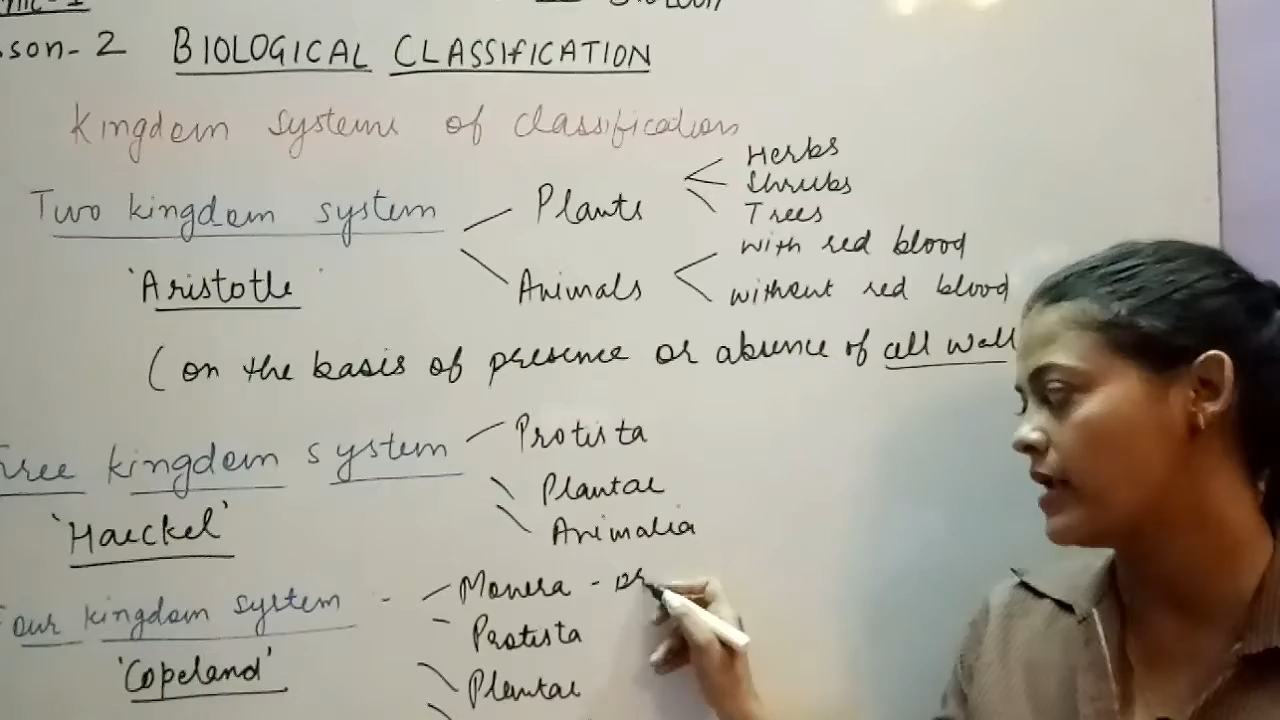 son- 2 BIOLOGICAL CLASSIFICATION
Kingdom systems of classification
Two kingdom system
Plants
Herbs
Shrubs
Trees
'Aristotle'
Animals
with red blood
without red blood
(on the basis of presence or absence of cell wall
kingdom system
Protista
Plantae
Animalia
'Haeckel'
our kingdom system -
Monera -
Protista
Plantae
'Copeland'